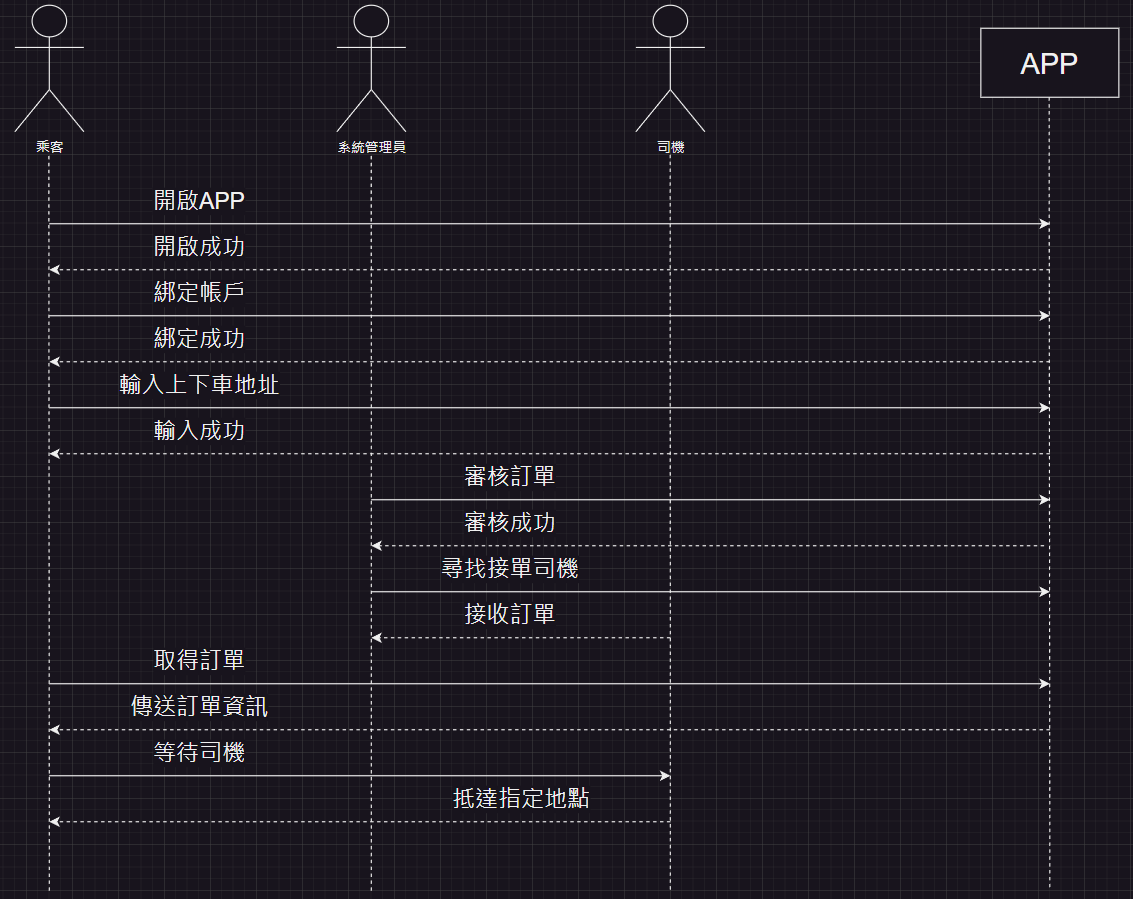 APP
乘客
系統管理員
司機
開啟APP
開啟成功
綁定帳戶
綁定成功
輸入上下車地址
輸入成功
審核訂單
審核成功
尋找接單司機
接收訂單
取得訂單
傳送訂單資訊
等待司機
抵達指定地點